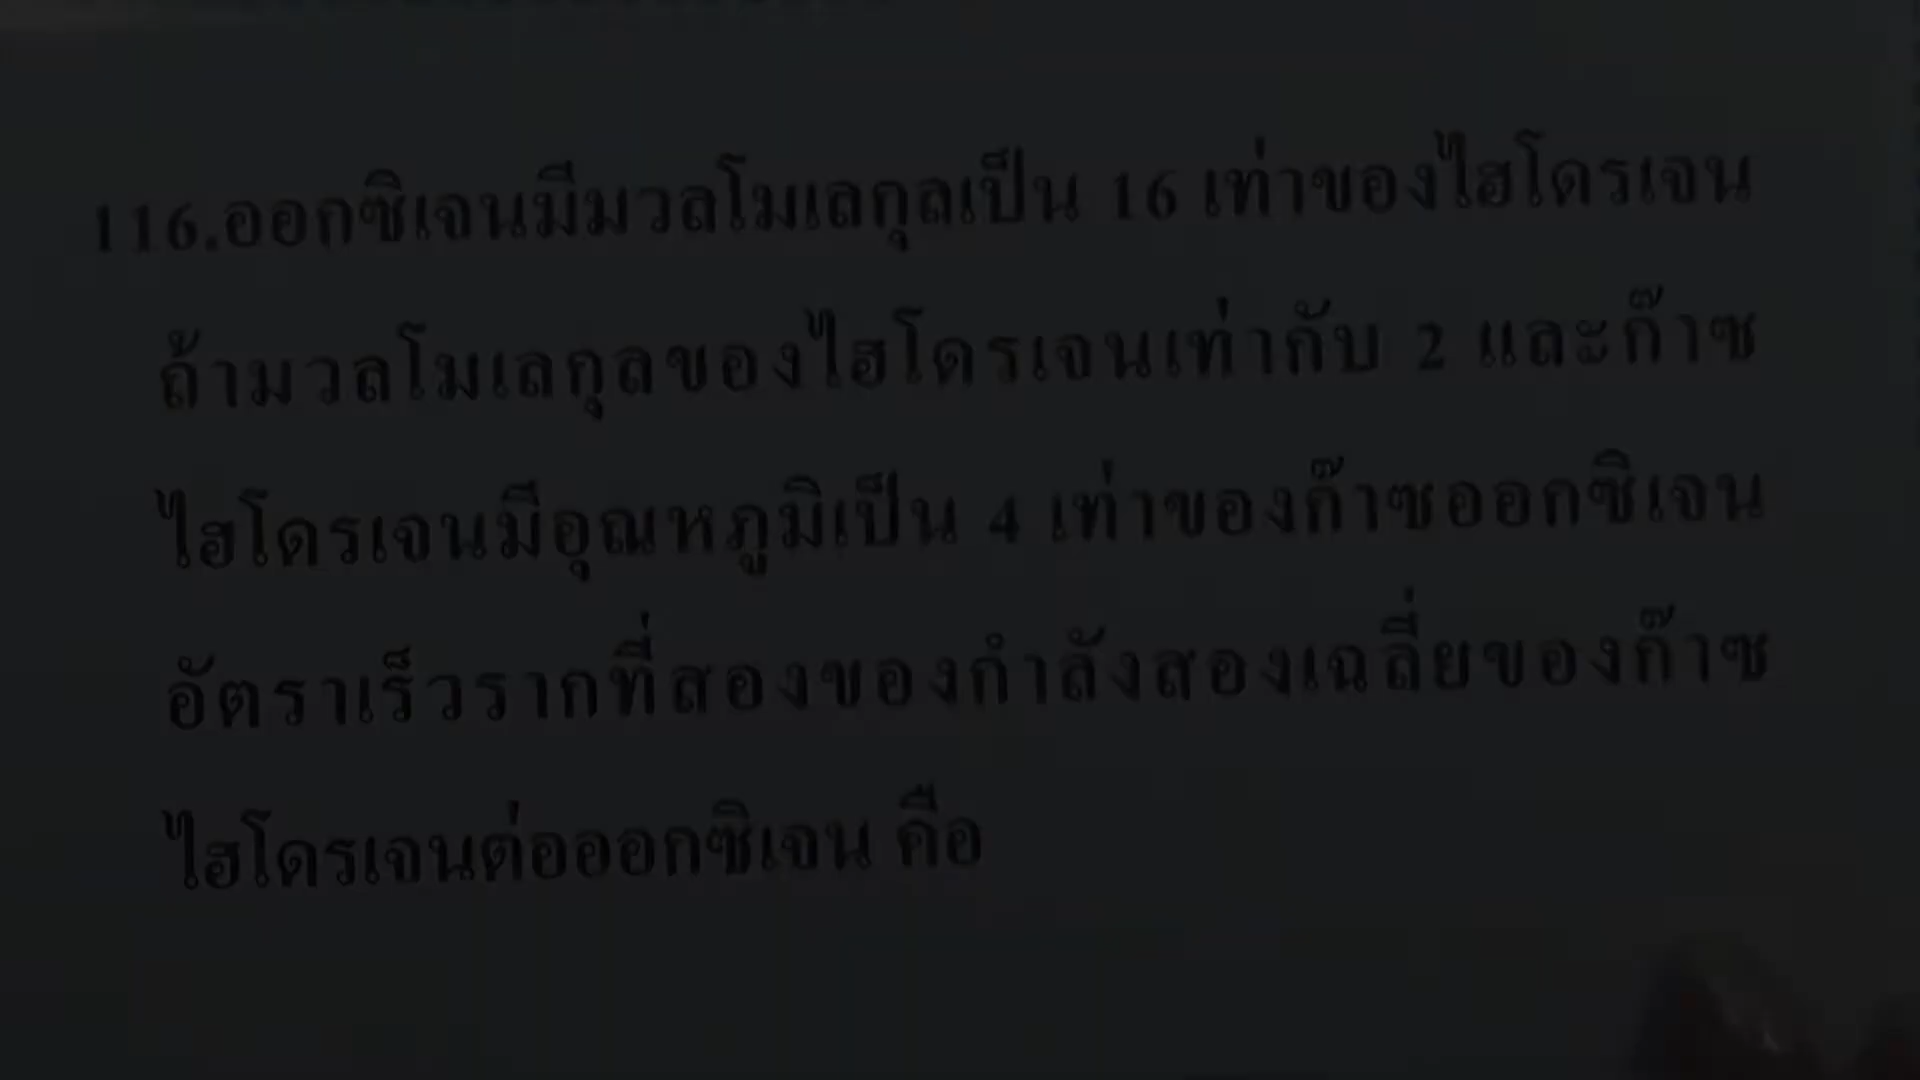 116.ออกซิเจนมีมวลโมเลกุลเป็น 16 เท่าของไฮโดรเจน
ถ้ามวลโมเลกุลของไฮโดรเจนเท่ากับ 2 และก๊าซ
ไฮโดรเจนมีอุณหภูมิเป็น 4 เท่าของก๊าซออกซิเจน
อัตราเร็วรากที่สองของกำลังสองเฉลี่ยของก๊าซ
ไฮโดรเจนต่อออกซิเจน คือ